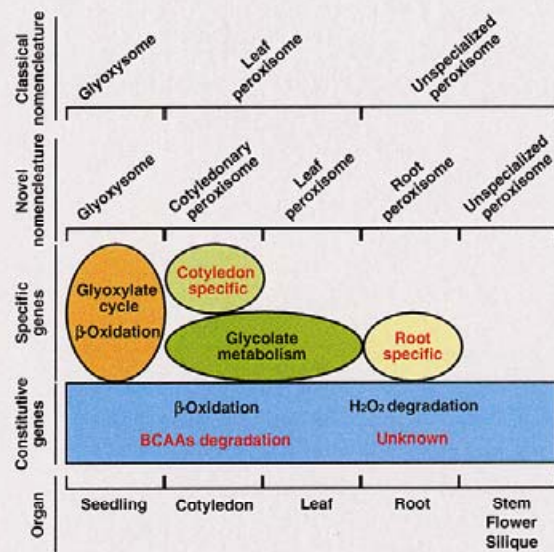 Classical
nomencleature
Glyoxysome
Leaf
peroxisome
Unspecialized
peroxisome
Novel
nomencleature
Glyoxysome
Cotyledonary
peroxisome
Leaf
peroxisome
Root
peroxisome
Unspecialized
peroxisome
Specific
genes
Glyoxylate
cycle
β-Oxidation
Cotyledon
specific
Glycolate
metabolism
Root
specific
Constitutive
genes
β-Oxidation
H₂O₂ degradation
BCAAs degradation
Unknown
Organ
Seedling
Cotyledon
Leaf
Root
Stem
Flower
Silique